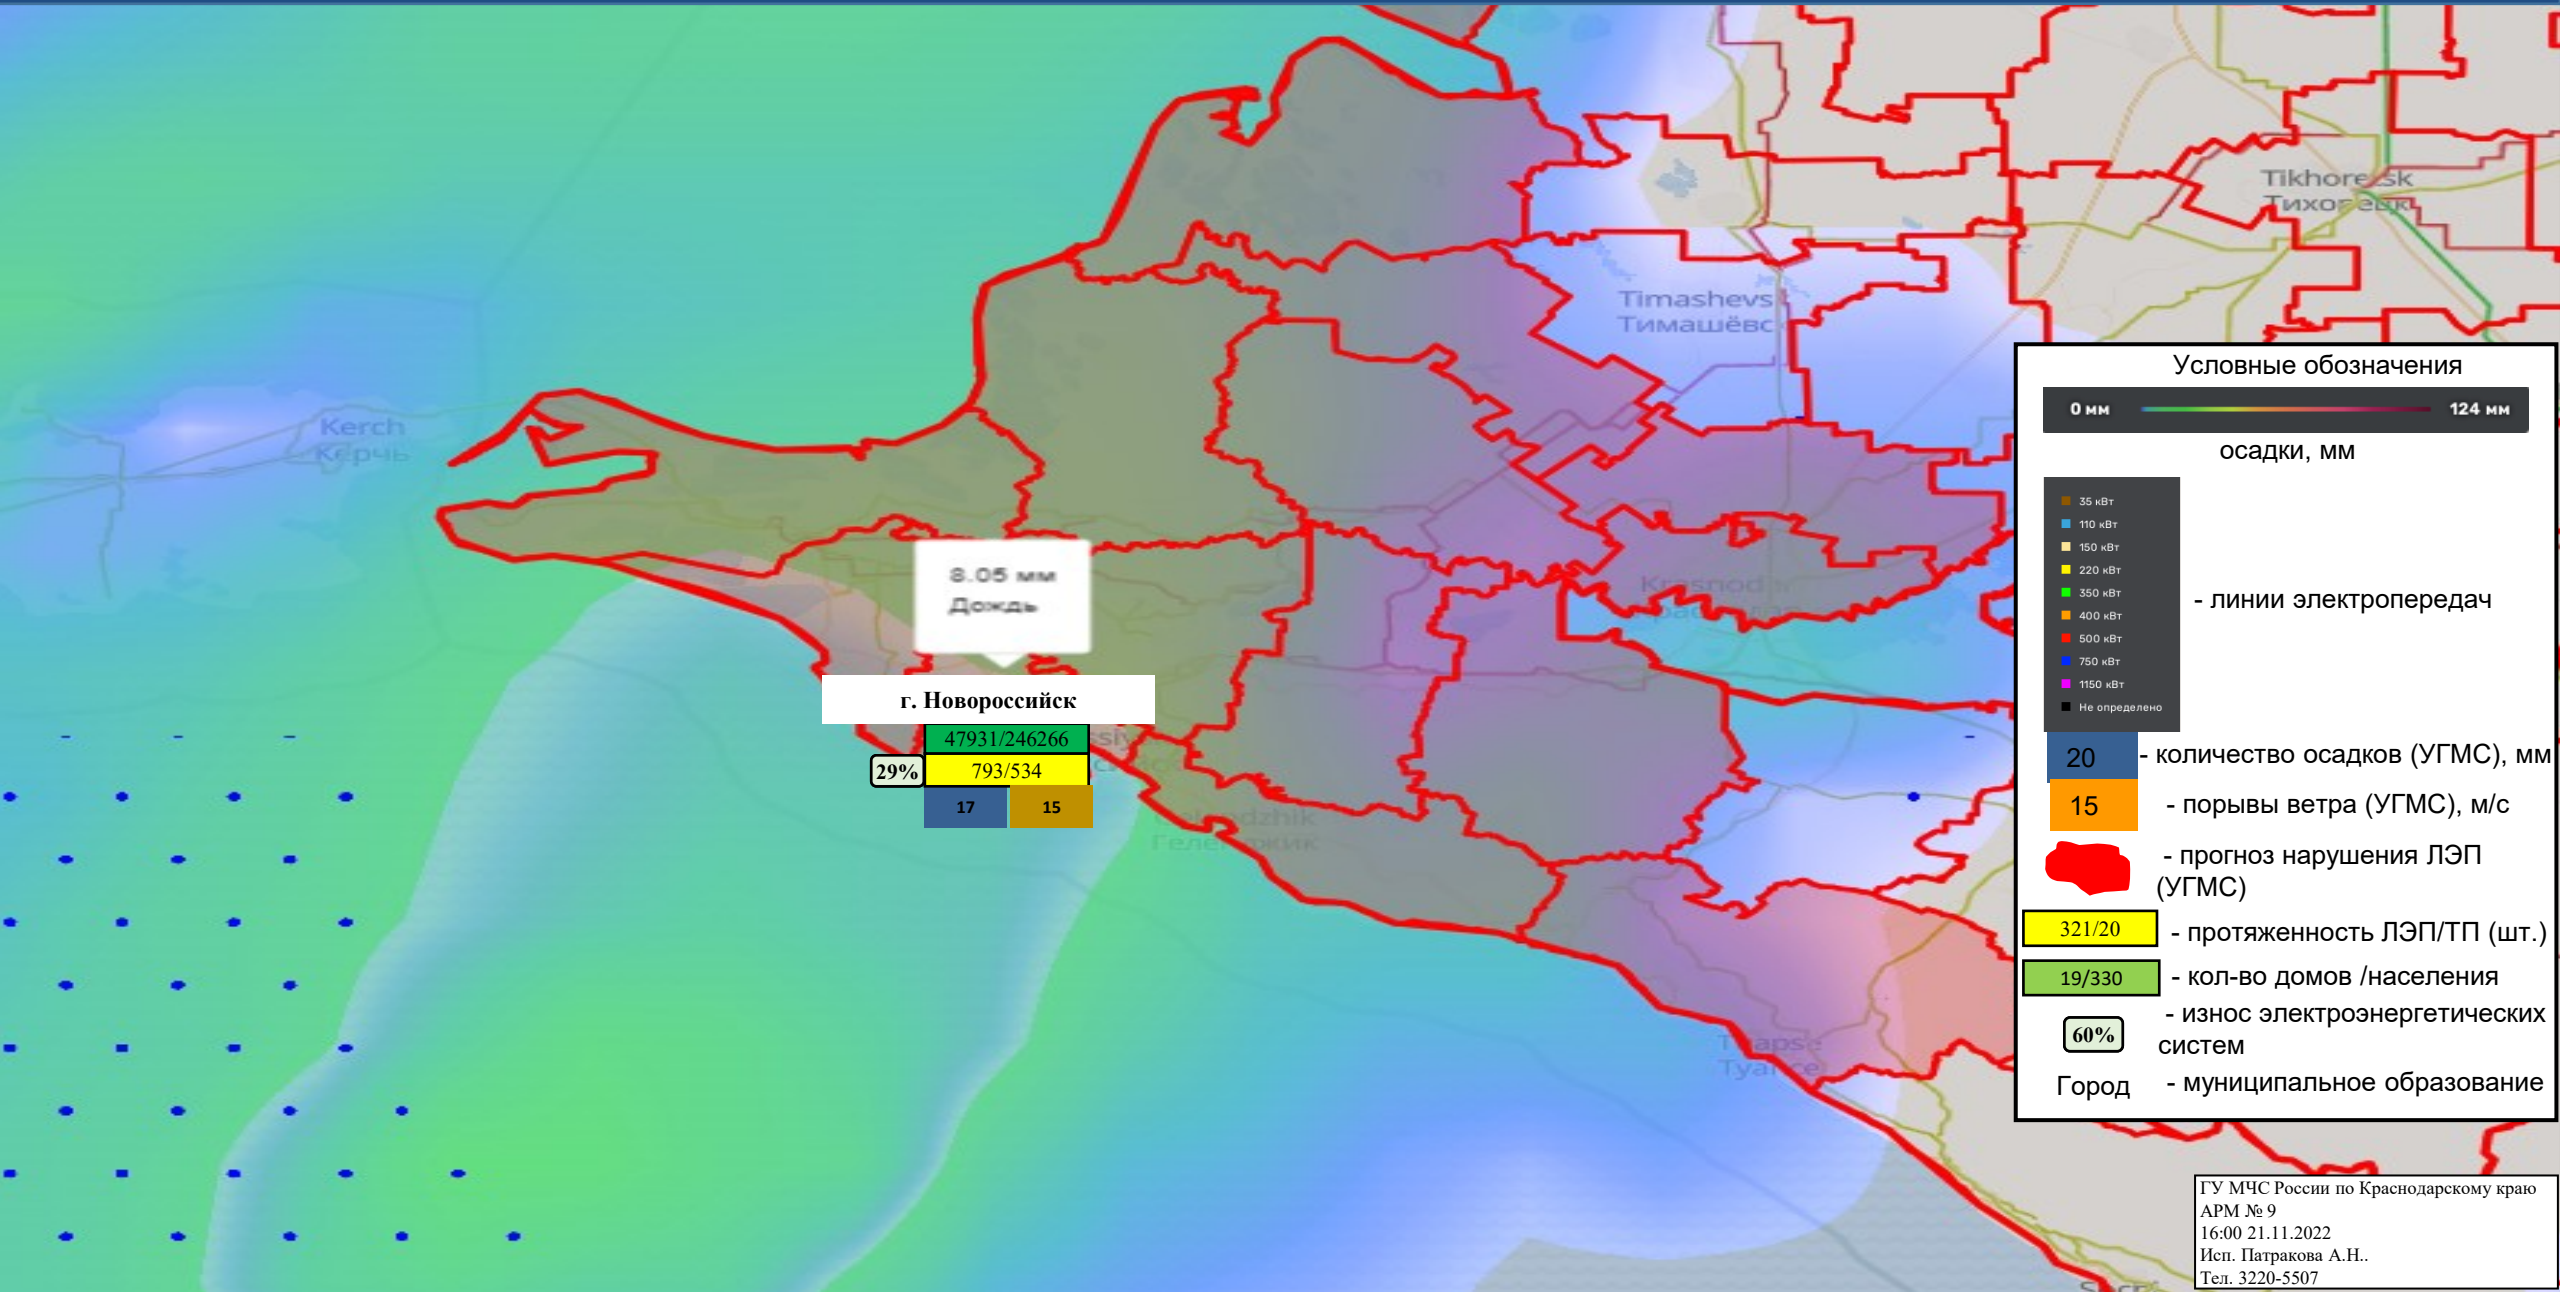 Tikhoretsk
Тихорецк
Timashevs
Тимашёвс
Kerch
Керчь
8.05 мм
Дождь
Krasnod
г. Новороссийск
47931/246266
29%
793/534
17
15
Геленджик
Условные обозначения
0 мм
124 мм
осадки, мм
35 кВт
110 кВт
150 кВт
220 кВт
350 кВт
400 кВт
500 кВт
750 кВт
1150 кВт
Не определено
- линии электропередач
20
- количество осадков (УГМС), мм
15
- порывы ветра (УГМС), м/с
- прогноз нарушения ЛЭП
(УГМС)
321/20
- протяженность ЛЭП/ТП (шт.)
19/330
- кол-во домов /населения
60%
- износ электроэнергетических
систем
Город
- муниципальное образование
ГУ МЧС России по Краснодарскому краю
АРМ № 9
16:00 21.11.2022
Исп. Патракова А.Н..
Тел. 3220-5507